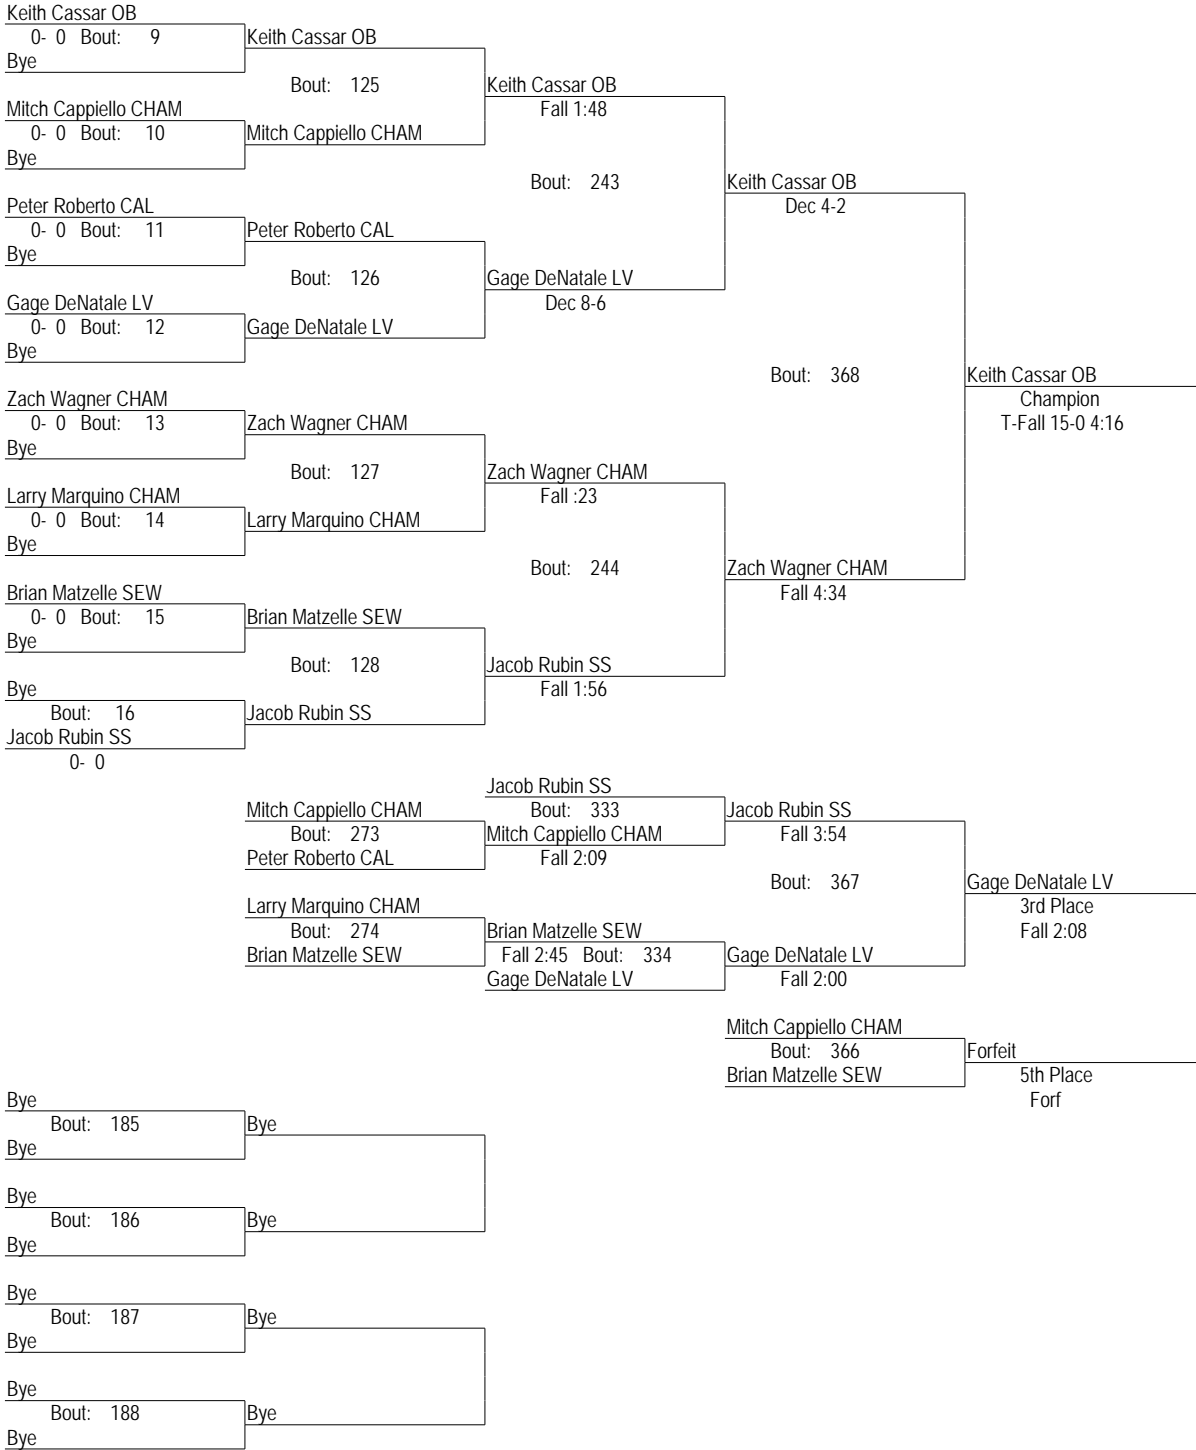 Keith Cassar OB
0- 0 Bout: 9
Bye
Keith Cassar OB
Bout: 125
Mitch Cappiello CHAM
0- 0 Bout: 10
Bye
Mitch Cappiello CHAM
Keith Cassar OB
Fall 1:48
Bout: 243
Peter Roberto CAL
0- 0 Bout: 11
Bye
Peter Roberto CAL
Bout: 126
Gage DeNatale LV
0- 0 Bout: 12
Bye
Gage DeNatale LV
Gage DeNatale LV
Dec 8-6
Keith Cassar OB
Dec 4-2
Bout: 368
Keith Cassar OB
Champion
T-Fall 15-0 4:16
Zach Wagner CHAM
0- 0 Bout: 13
Bye
Zach Wagner CHAM
Bout: 127
Larry Marquino CHAM
0- 0 Bout: 14
Bye
Larry Marquino CHAM
Zach Wagner CHAM
Fall :23
Bout: 244
Zach Wagner CHAM
Fall 4:34
Brian Matzelle SEW
0- 0 Bout: 15
Bye
Brian Matzelle SEW
Bout: 128
Bye
Bout: 16
Jacob Rubin SS
0- 0
Jacob Rubin SS
Jacob Rubin SS
Fall 1:56
Jacob Rubin SS
Bout: 333
Mitch Cappiello CHAM
Bout: 273
Peter Roberto CAL
Mitch Cappiello CHAM
Fall 2:09
Jacob Rubin SS
Fall 3:54
Bout: 367
Gage DeNatale LV
3rd Place
Fall 2:08
Larry Marquino CHAM
Bout: 274
Brian Matzelle SEW
Brian Matzelle SEW
Fall 2:45 Bout: 334
Gage DeNatale LV
Gage DeNatale LV
Fall 2:00
Mitch Cappiello CHAM
Bout: 366
Brian Matzelle SEW
Forfeit
5th Place
Forf
Bye
Bout: 185
Bye
Bye
Bye
Bout: 186
Bye
Bye
Bye
Bout: 187
Bye
Bye
Bye
Bout: 188
Bye
Bye